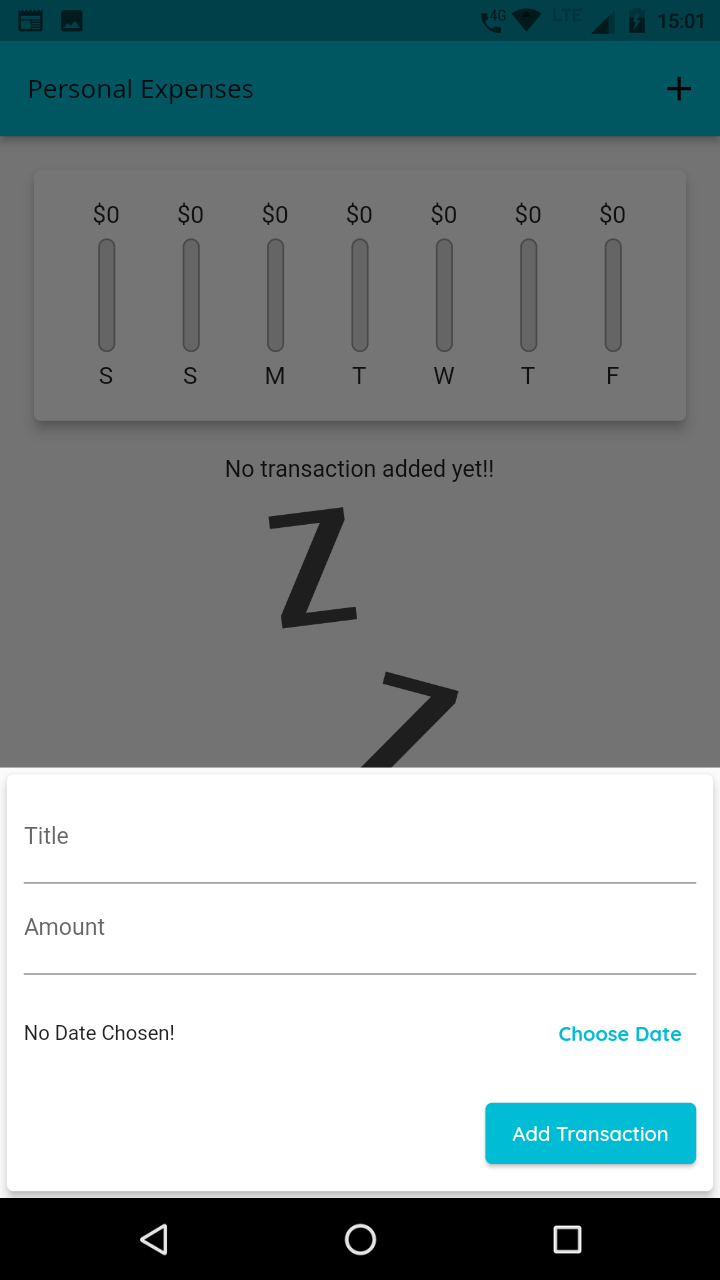 4G LTE 15:01
Personal Expenses +
$0 $0 $0 $0 $0 $0 $0
S S M T W T F
No transaction added yet!!
Z
Z
Title
Amount
No Date Chosen! Choose Date
Add Transaction